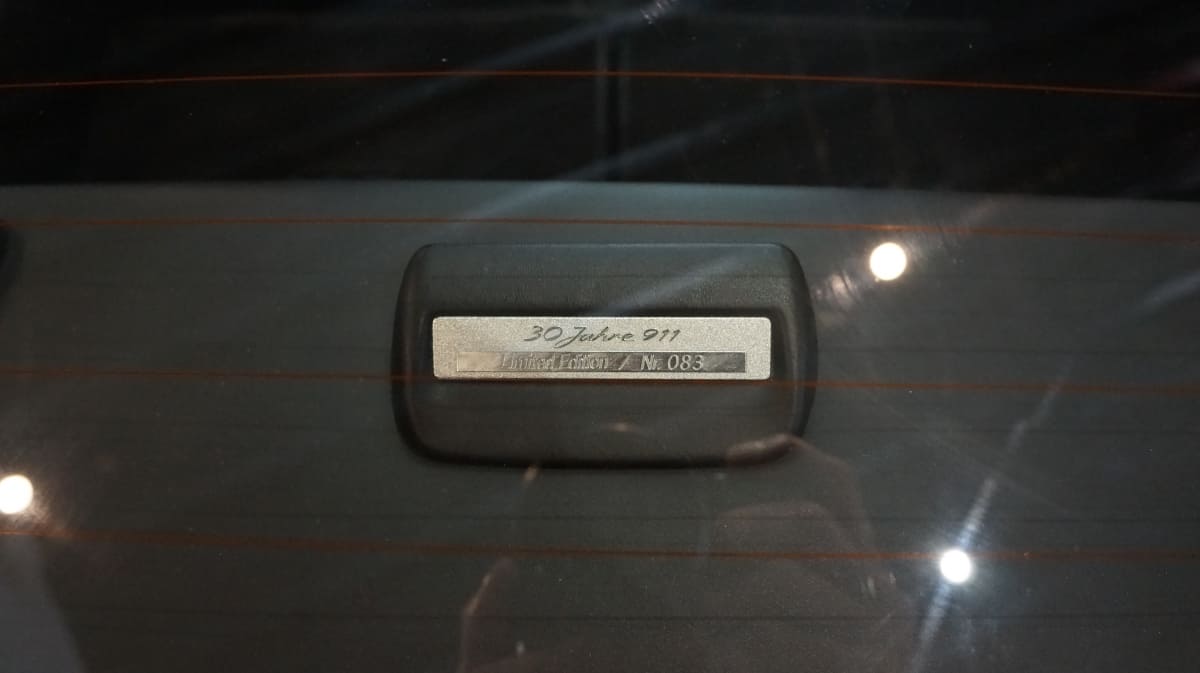 30 Jahre 911
Limited Edition / Nr. 083